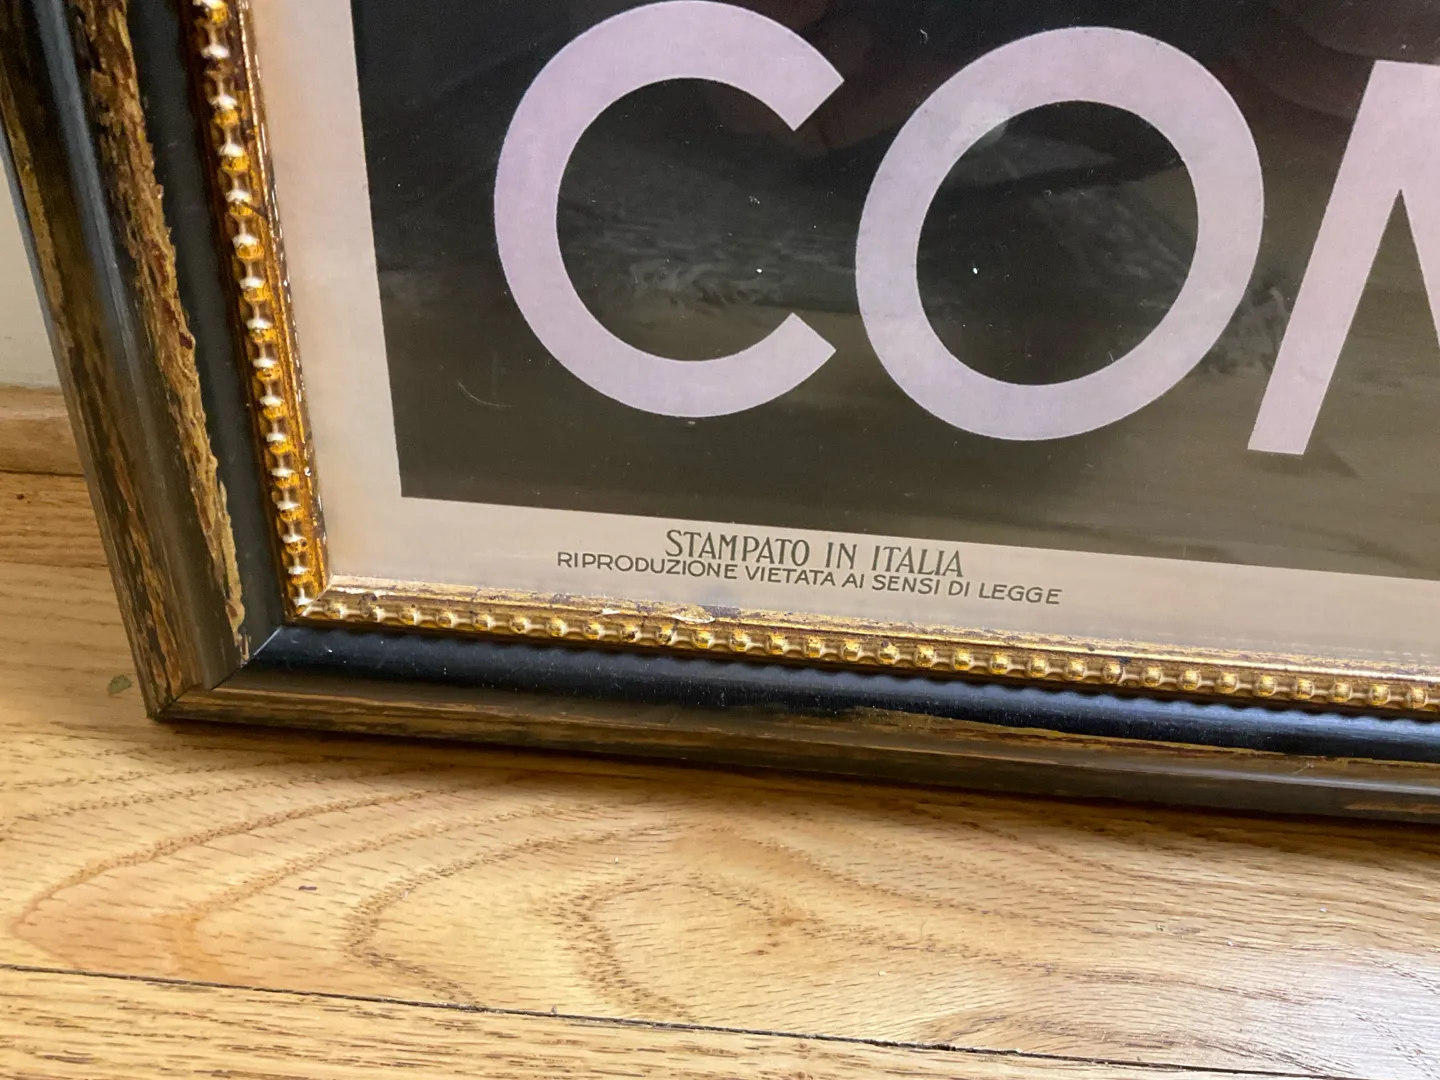 CO
STAMPATO IN ITALIA
RIPRODUZIONE VIETATA AI SENSI DI LEGGE